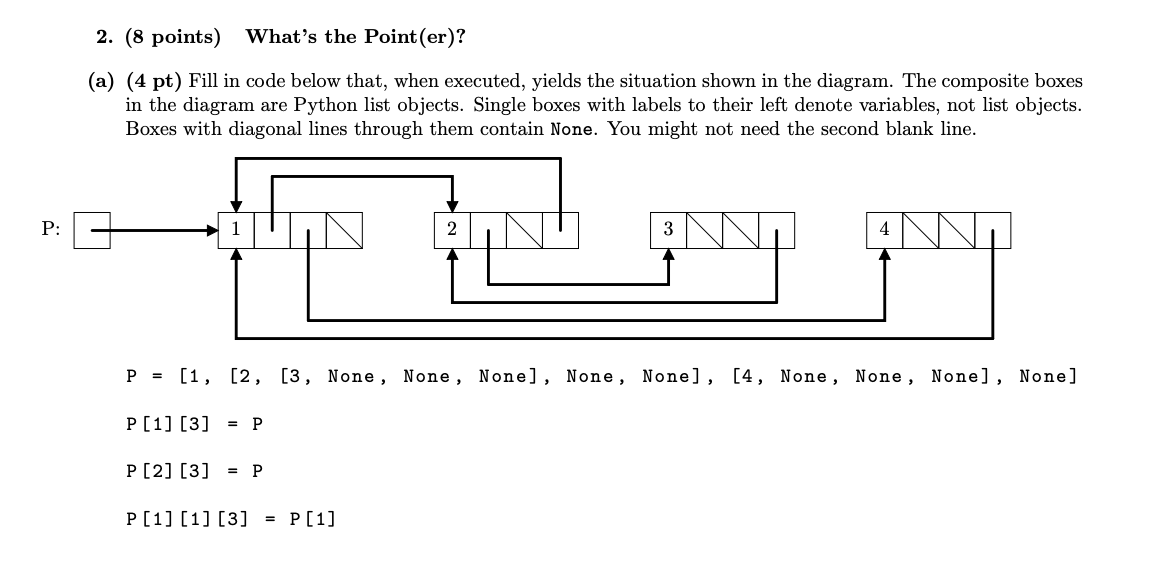 2. (8 points) What's the Point(er)?
(a) (4 pt) Fill in code below that, when executed, yields the situation shown in the diagram. The composite boxes
in the diagram are Python list objects. Single boxes with labels to their left denote variables, not list objects.
Boxes with diagonal lines through them contain None. You might not need the second blank line.
P: 1 2 3 4
P = [1, [2, [3, None, None, None], None, None], [4, None, None, None], None]
P[1][3] = P
P[2][3] = P
P[1][1][3] = P[1]